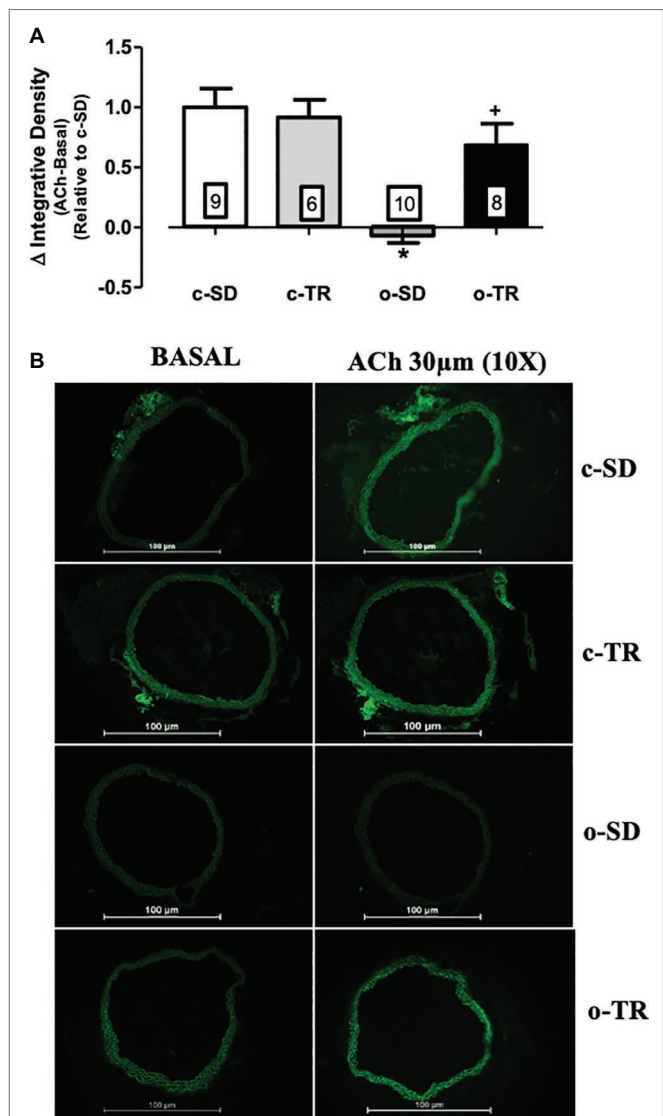 A
Δ Integrative Density
(ACh-Basal)
(Relative to c-SD)
1.5
1.0
0.5
0.0
-0.5
9
6
10
8
+
*
c-SD
c-TR
o-SD
o-TR
B
BASAL
ACh 30µm (10X)
100 µm
100 µm
c-SD
100 µm
100 µm
c-TR
100 µm
100 µm
o-SD
100 µm
100 µm
o-TR